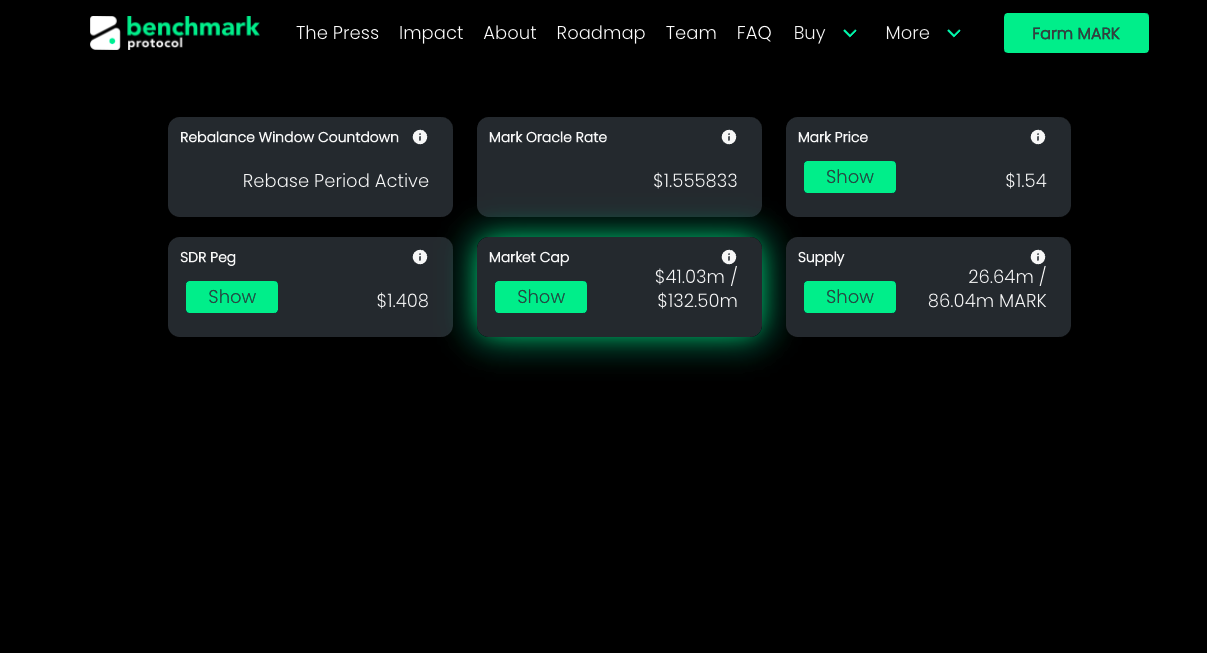 benchmark
protocol
The Press Impact About Roadmap Team FAQ Buy More Farm MARK
Rebalance Window Countdown
Rebase Period Active
Mark Oracle Rate
$1.555833
Mark Price
Show $1.54
SDR Peg
Show $1.408
Market Cap
$41.03m /
Show $132.50m
Supply
26.64m /
Show 86.04m MARK